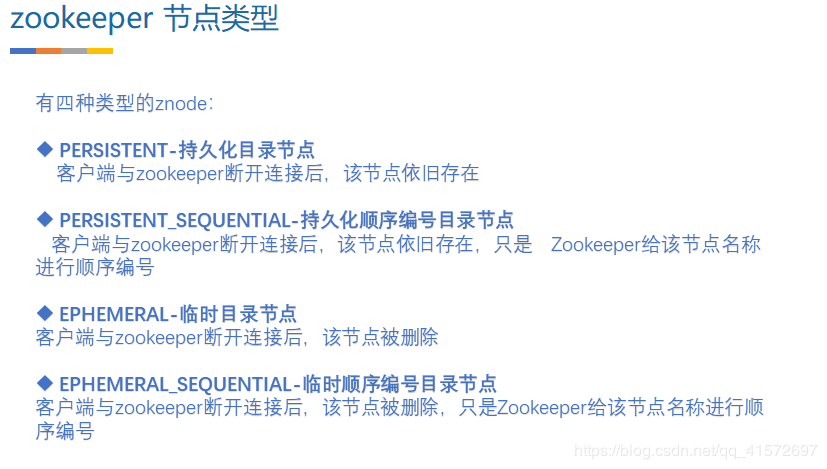 zookeeper 节点类型
有四种类型的znode：
◆ PERSISTENT-持久化目录节点
客户端与zookeeper断开连接后，该节点依旧存在
◆ PERSISTENT_SEQUENTIAL-持久化顺序编号目录节点
客户端与zookeeper断开连接后，该节点依旧存在，只是 Zookeeper给该节点名称
进行顺序编号
◆ EPHEMERAL-临时目录节点
客户端与zookeeper断开连接后，该节点被删除
◆ EPHEMERAL_SEQUENTIAL-临时顺序编号目录节点
客户端与zookeeper断开连接后，该节点被删除，只是Zookeeper给该节点名称进行顺
序编号
https://blog.csdn.net/qq_41572697